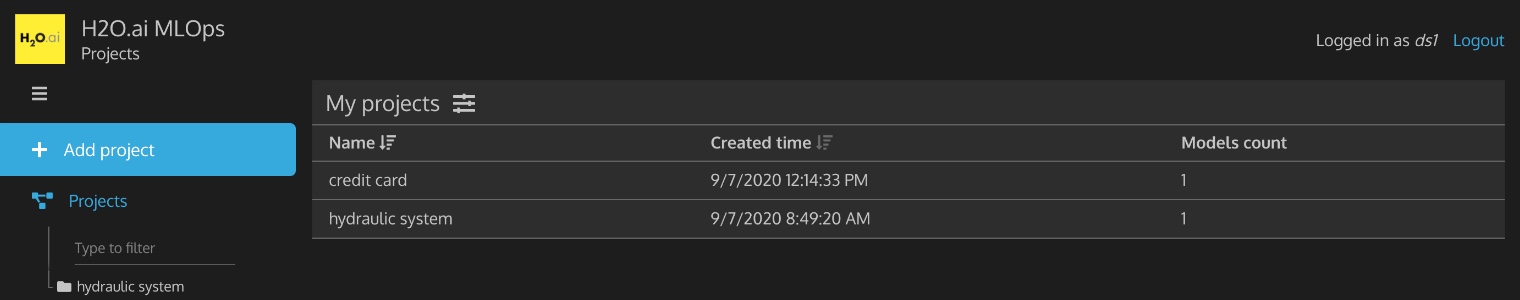 H2O.ai
H2O.ai MLOps
Projects
Logged in as ds1 Logout
Add project
Projects
Type to filter
hydraulic system
My projects
Name Created time Models count
credit card 9/7/2020 12:14:33 PM 1
hydraulic system 9/7/2020 8:49:20 AM 1